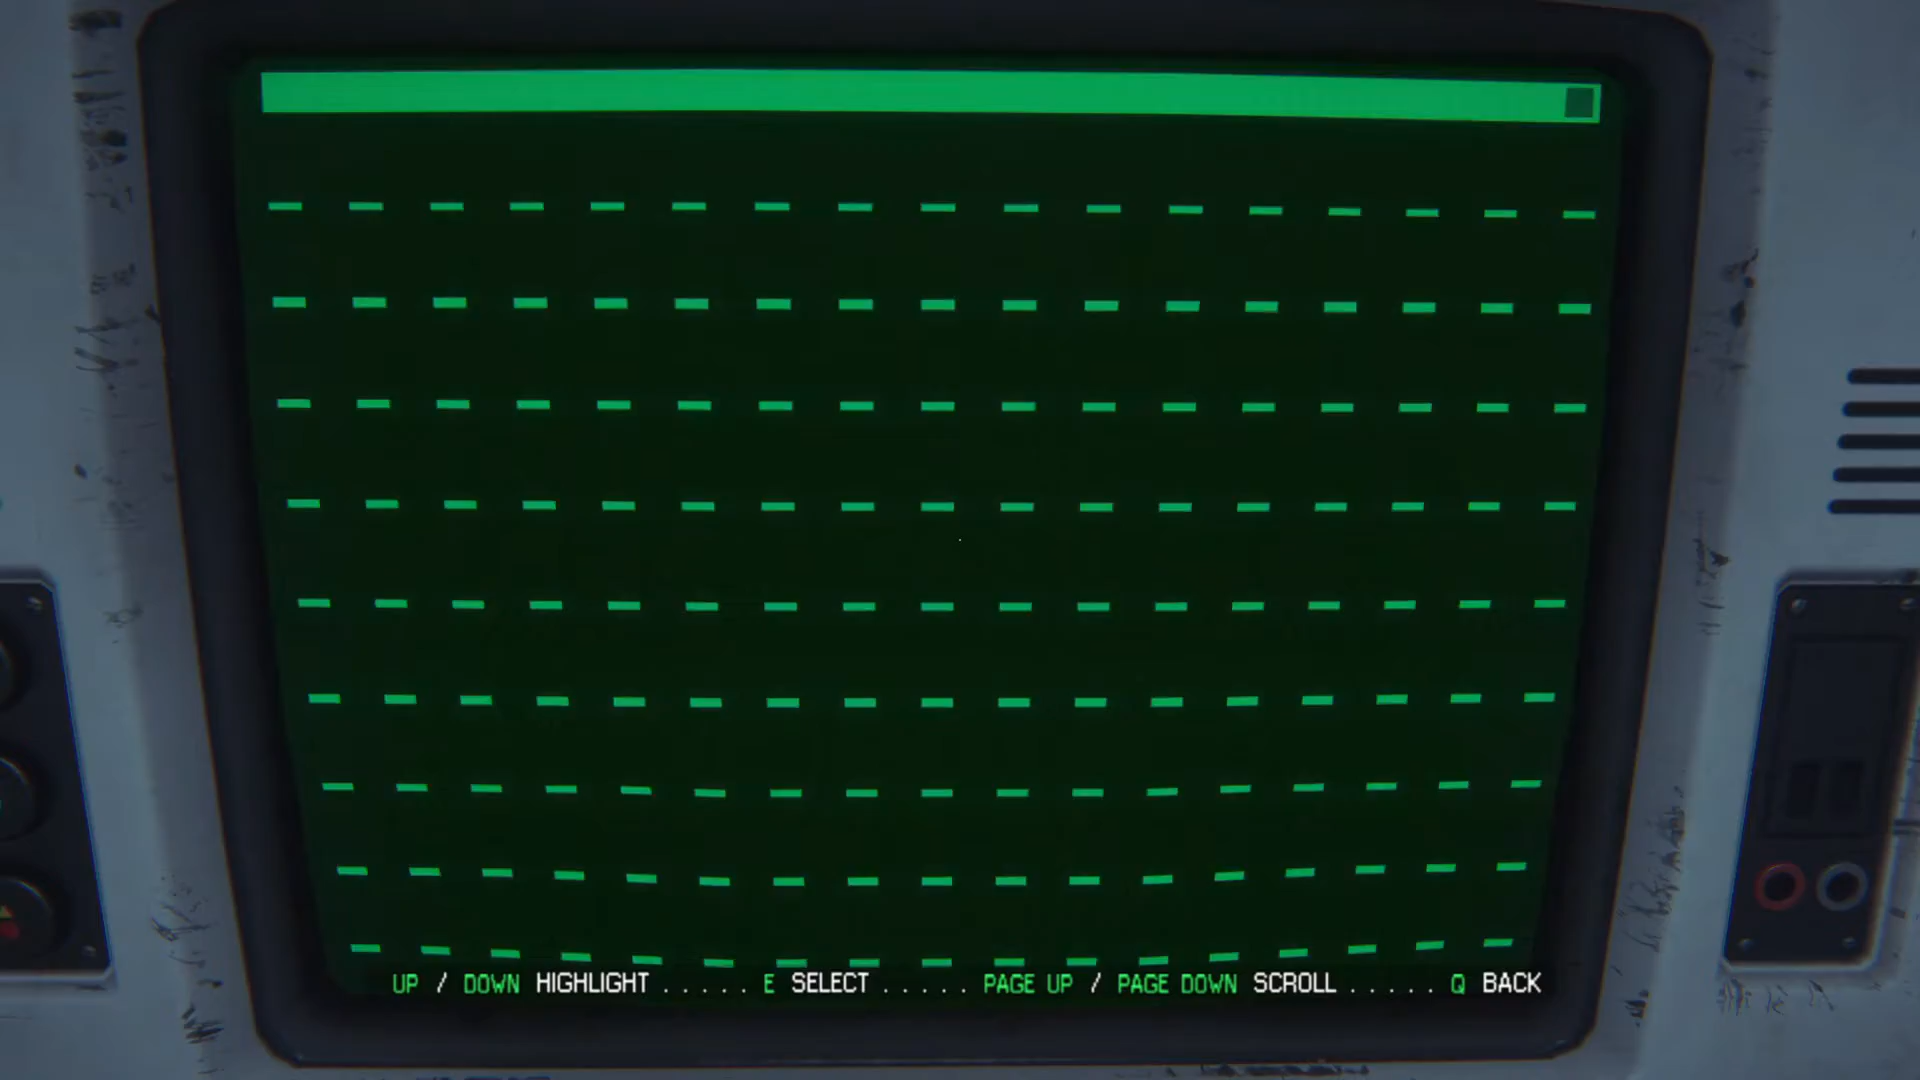 UP / DOWN HIGHLIGHT ..... E SELECT ..... PAGE UP / PAGE DOWN SCROLL ..... Q BACK